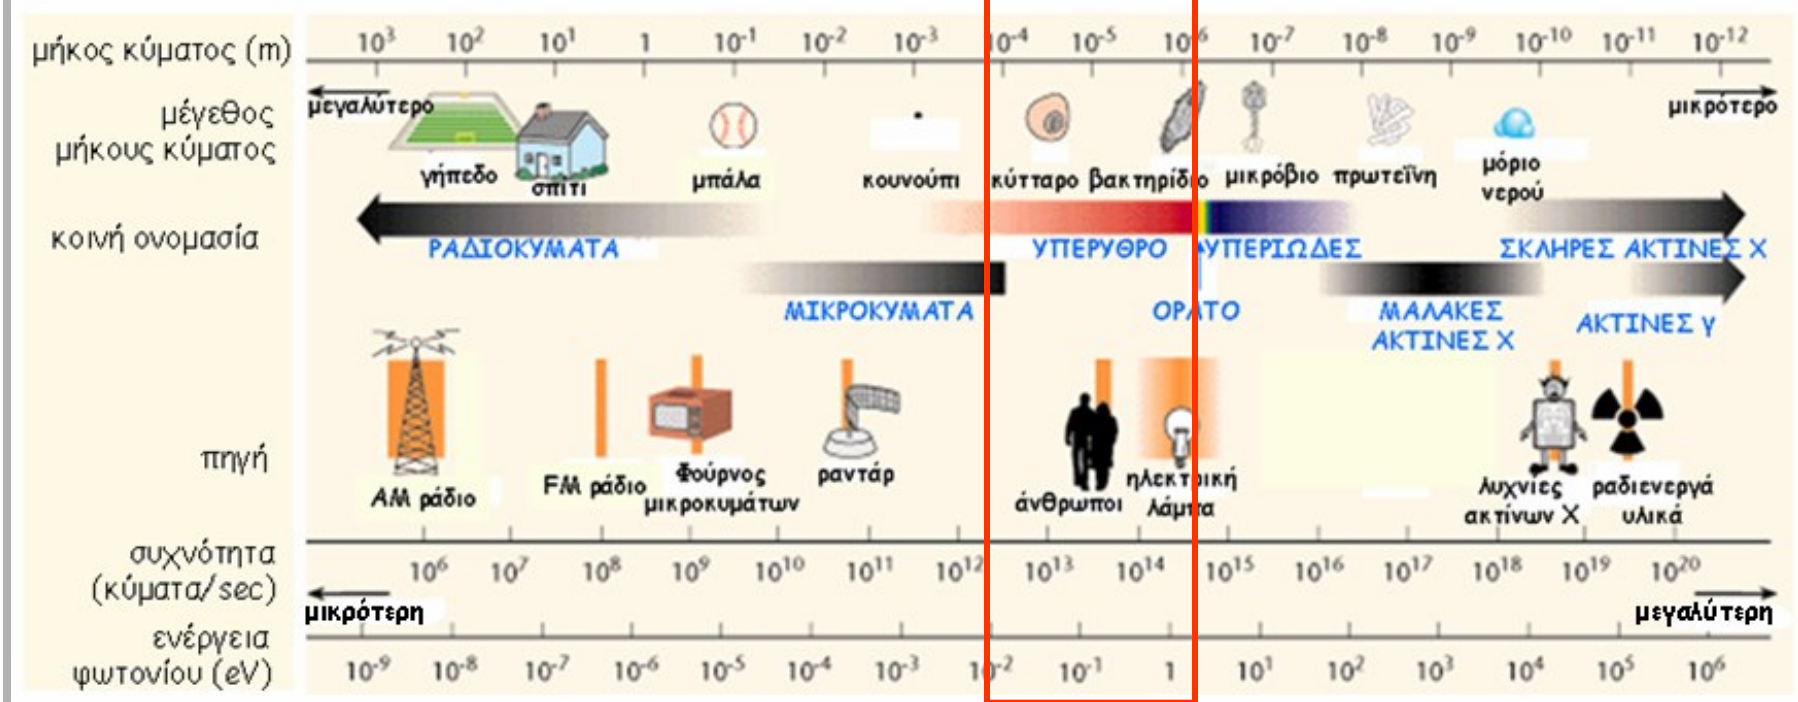 μήκος κύματος (m)
10³ 10² 10¹ 1 10⁻¹ 10⁻² 10⁻³ 10⁻⁴ 10⁻⁵ 10⁻⁶ 10⁻⁷ 10⁻⁸ 10⁻⁹ 10⁻¹⁰ 10⁻¹¹ 10⁻¹²
μέγεθος
μήκους κύματος
μεγαλύτερο
μικρότερο
γήπεδο
σπίτι
μπάλα
κουνούπι
κύτταρο
βακτηρίδιο
μικρόβιο
πρωτεΐνη
μόριο
νερού
κοινή ονομασία
ΡΑΔΙΟΚΥΜΑΤΑ
ΥΠΕΡΥΘΡΟ
ΥΠΕΡΙΩΔΕΣ
ΣΚΛΗΡΕΣ ΑΚΤΙΝΕΣ Χ
ΜΙΚΡΟΚΥΜΑΤΑ
ΟΡΑΤΟ
ΜΑΛΑΚΕΣ
ΑΚΤΙΝΕΣ Χ
ΑΚΤΙΝΕΣ γ
πηγή
ΑΜ ράδιο
FM ράδιο
Φούρνος
μικροκυμάτων
ραντάρ
άνθρωποι
ηλεκτρική
λάμπα
λυχνίες
ακτίνων Χ
ραδιενεργά
υλικά
συχνότητα
(κύματα/sec)
10⁶ 10⁷ 10⁸ 10⁹ 10¹⁰ 10¹¹ 10¹² 10¹³ 10¹⁴ 10¹⁵ 10¹⁶ 10¹⁷ 10¹⁸ 10¹⁹ 10²⁰
μικρότερη
μεγαλύτερη
ενέργεια
φωτονίου (eV)
10⁻⁹ 10⁻⁸ 10⁻⁷ 10⁻⁶ 10⁻⁵ 10⁻⁴ 10⁻³ 10⁻² 10⁻¹ 1 10¹ 10² 10³ 10⁴ 10⁵ 10⁶